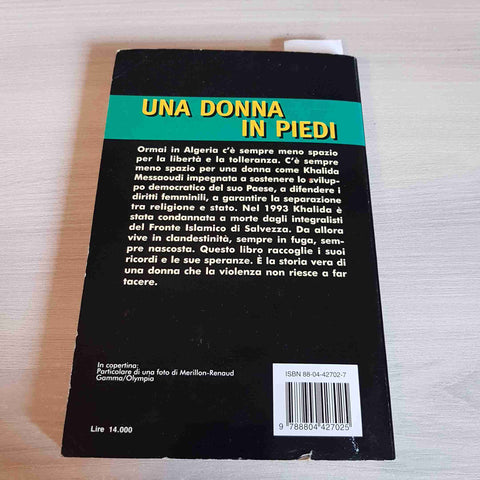 UNA DONNA
IN PIEDI
Ormai in Algeria c'è sempre meno spazio
per la libertà e la tolleranza. C'è sempre
meno spazio per una donna come Khalida
Messaoudi impegnata a sostenere lo svilup-
po democratico del suo Paese, a difendere i
diritti femminili, a garantire la separazione
tra religione e stato. Nel 1993 Khalida è
stata condannata a morte dagli integralisti
del Fronte Islamico di Salvezza. Da allora
vive in clandestinità, sempre in fuga, sem-
pre nascosta. Questo libro raccoglie i suoi
ricordi e le sue speranze. È la storia vera di
una donna che la violenza non riesce a far
tacere.
In copertina:
Particolare di una foto di Merillon-Renaud
Gamma/Olympia
Lire 14.000
ISBN 88-04-42702-7
9 788804 427025